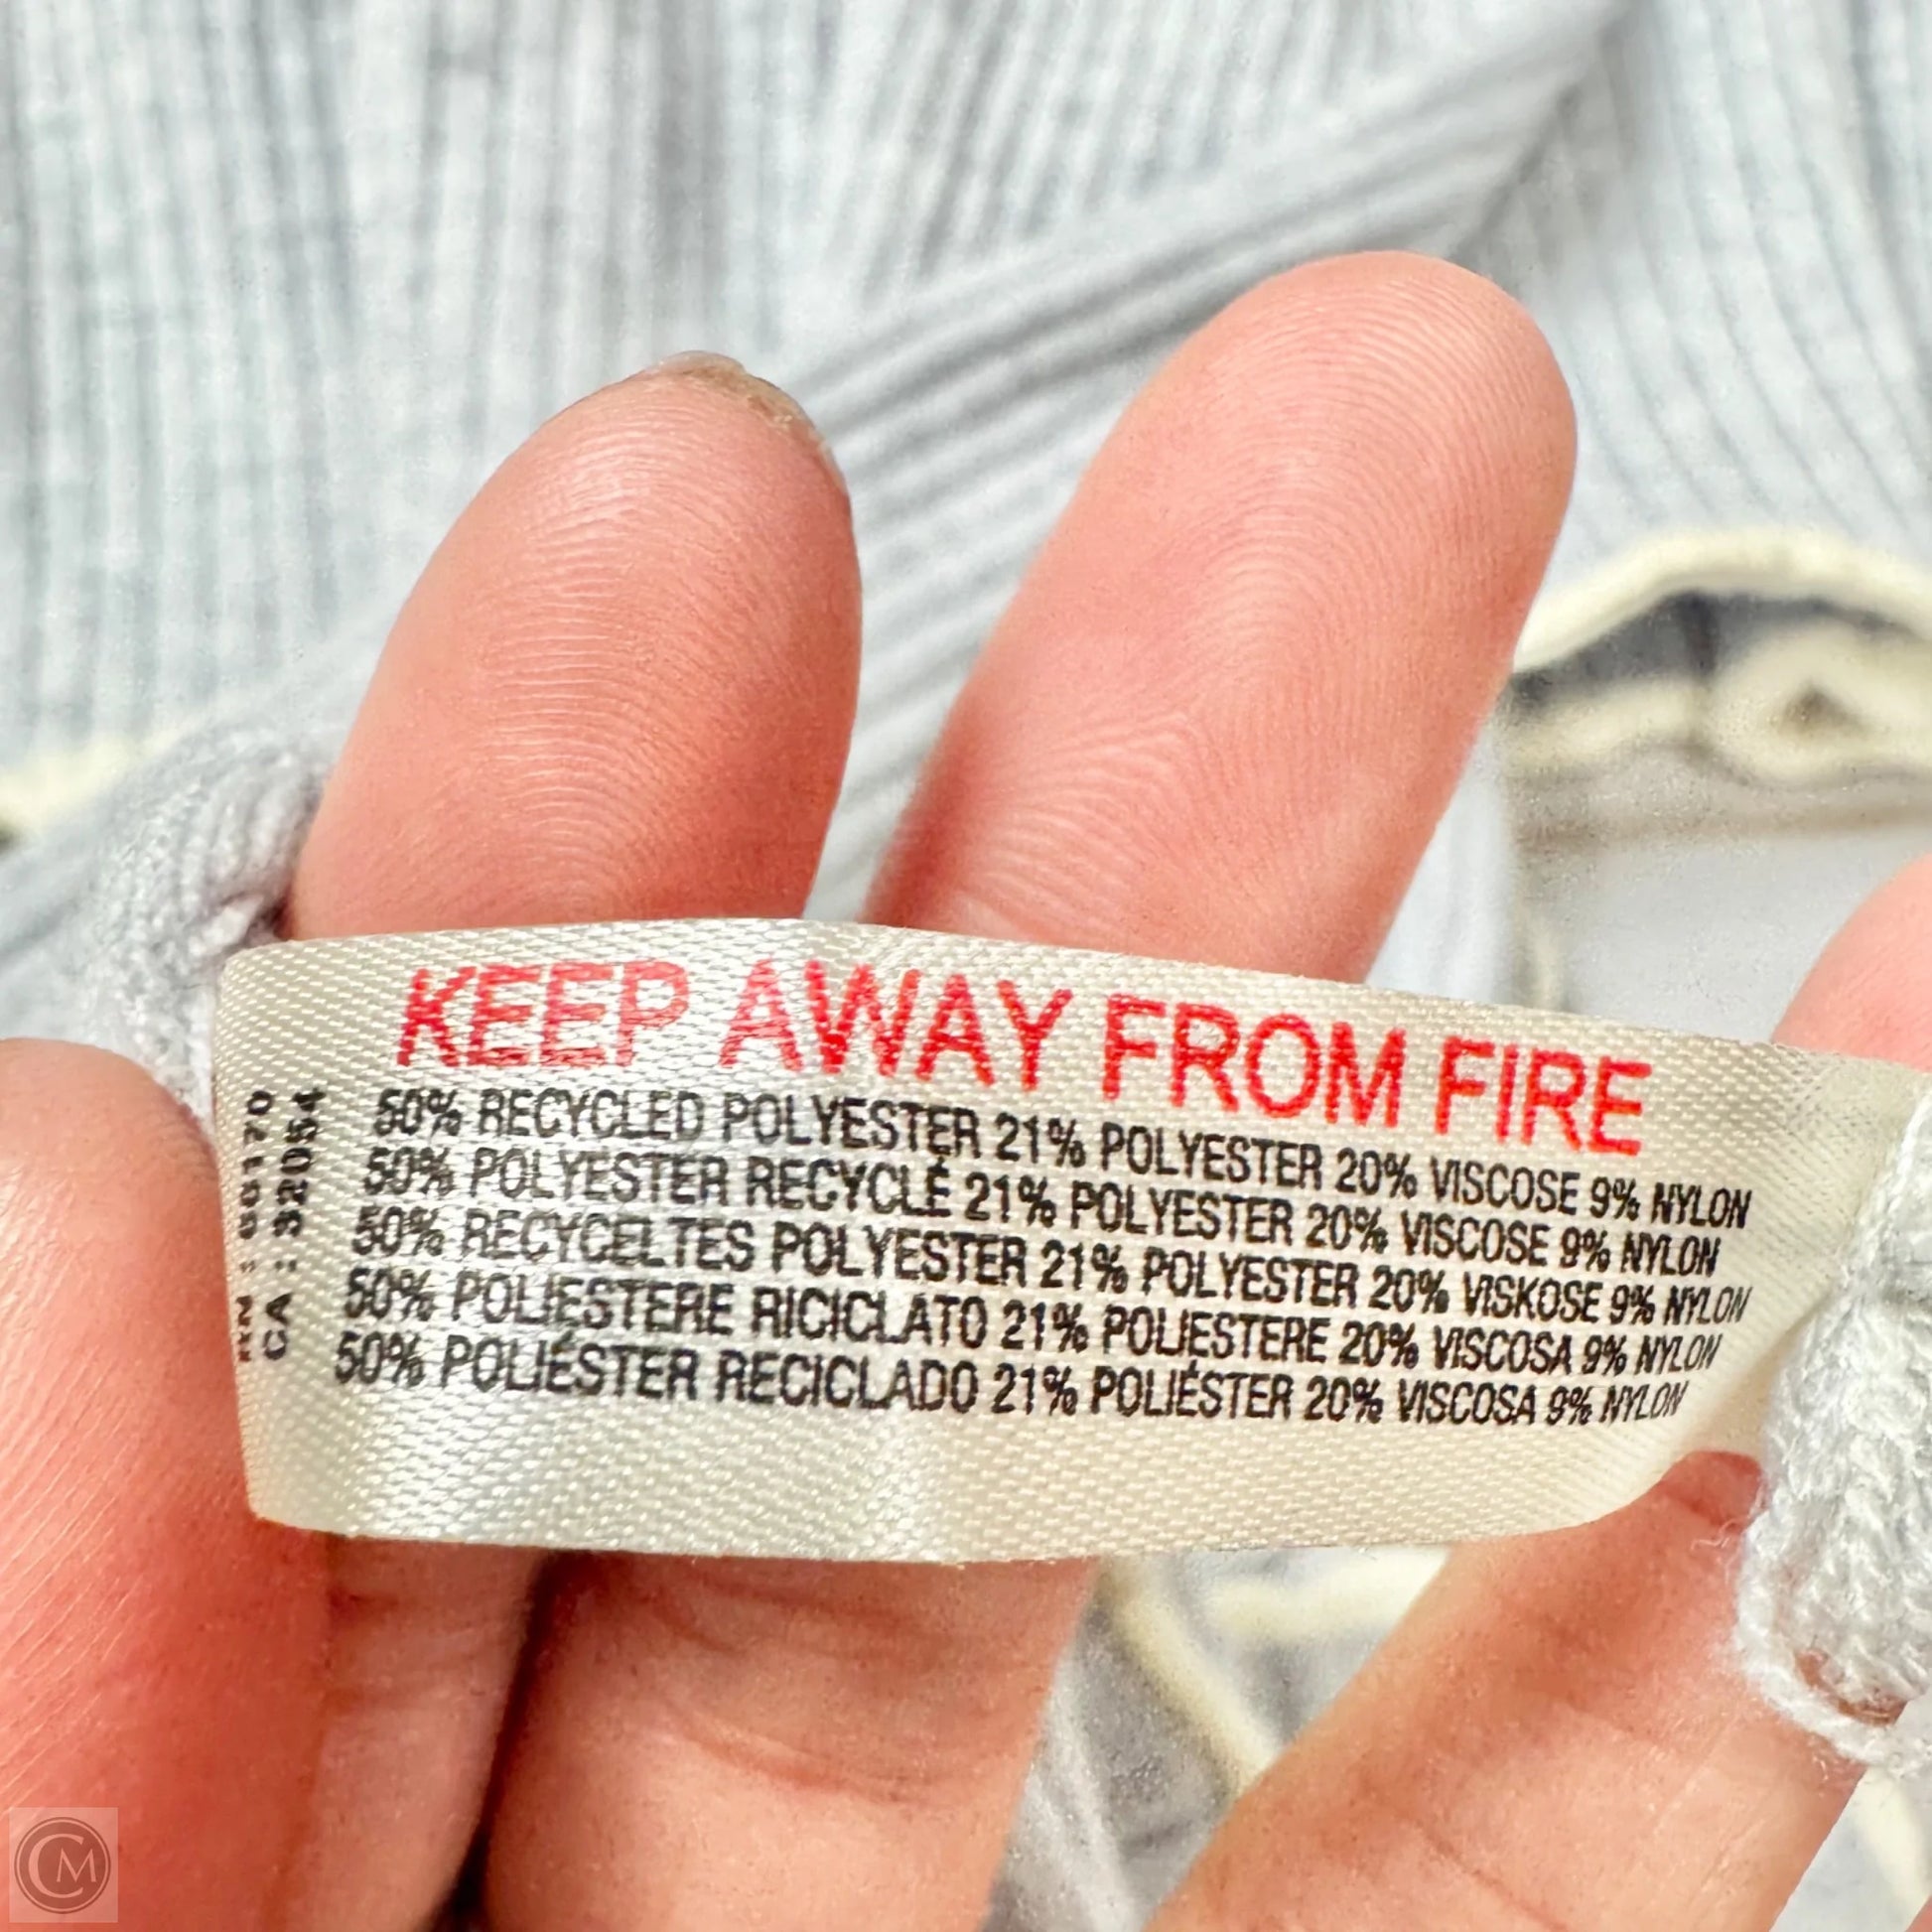 KEEP AWAY FROM FIRE
50% RECYCLED POLYESTER 21% POLYESTER 20% VISCOSE 9% NYLON
50% POLYESTER RECYCLÉ 21% POLYESTER 20% VISCOSE 9% NYLON
50% RECYCELTES POLYESTER 21% POLYESTER 20% VISKOSE 9% NYLON
50% POLIESTERE RICICLATO 21% POLIESTERE 20% VISCOSA 9% NYLON
50% POLIÉSTER RECICLADO 21% POLIÉSTER 20% VISCOSA 9% NYLON
CA : 32054
CM